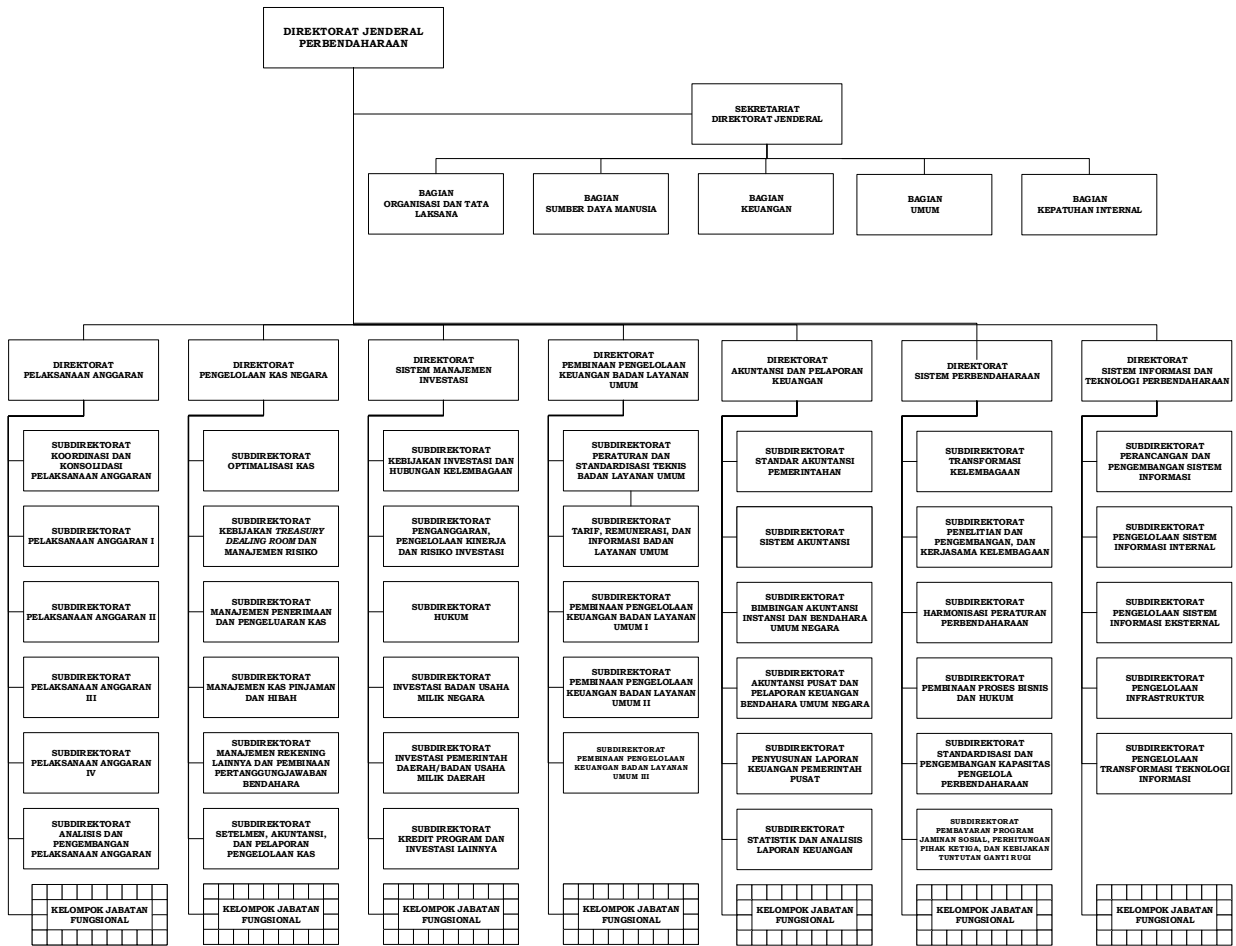 DIREKTORAT JENDERAL
PERBENDAHARAAN
SEKRETARIAT
DIREKTORAT JENDERAL
BAGIAN
ORGANISASI DAN TATA
LAKSANA
BAGIAN
SUMBER DAYA MANUSIA
BAGIAN
KEUANGAN
BAGIAN
UMUM
BAGIAN
KEPATUHAN INTERNAL
DIREKTORAT
PELAKSANAAN ANGGARAN
SUBDIREKTORAT
KOORDINASI DAN
KONSOLIDASI
PELAKSANAAN ANGGARAN
SUBDIREKTORAT
PELAKSANAAN ANGGARAN I
SUBDIREKTORAT
PELAKSANAAN ANGGARAN II
SUBDIREKTORAT
PELAKSANAAN ANGGARAN
III
SUBDIREKTORAT
PELAKSANAAN ANGGARAN
IV
SUBDIREKTORAT
ANALISIS DAN
PENGEMBANGAN
PELAKSANAAN ANGGARAN
KELOMPOK JABATAN
FUNGSIONAL
DIREKTORAT
PENGELOLAAN KAS NEGARA
SUBDIREKTORAT
OPTIMALISASI KAS
SUBDIREKTORAT
KEBIJAKAN TREASURY
DEALING ROOM DAN
MANAJEMEN RISIKO
SUBDIREKTORAT
MANAJEMEN PENERIMAAN
DAN PENGELUARAN KAS
SUBDIREKTORAT
MANAJEMEN KAS PINJAMAN
DAN HIBAH
SUBDIREKTORAT
MANAJEMEN REKENING
LAINNYA DAN PEMBINAAN
PERTANGGUNGJAWABAN
BENDAHARA
SUBDIREKTORAT
SETELMEN, AKUNTANSI,
DAN PELAPORAN
PENGELOLAAN KAS
KELOMPOK JABATAN
FUNGSIONAL
DIREKTORAT
SISTEM MANAJEMEN
INVESTASI
SUBDIREKTORAT
KEBIJAKAN INVESTASI DAN
HUBUNGAN KELEMBAGAAN
SUBDIREKTORAT
PENGANGGARAN,
PENGELOLAAN KINERJA
DAN RISIKO INVESTASI
SUBDIREKTORAT
HUKUM
SUBDIREKTORAT
INVESTASI BADAN USAHA
MILIK NEGARA
SUBDIREKTORAT
INVESTASI PEMERINTAH
DAERAH/BADAN USAHA
MILIK DAERAH
SUBDIREKTORAT
KREDIT PROGRAM DAN
INVESTASI LAINNYA
KELOMPOK JABATAN
FUNGSIONAL
DIREKTORAT
PEMBINAAN PENGELOLAAN
KEUANGAN BADAN LAYANAN
UMUM
SUBDIREKTORAT
PERATURAN DAN
STANDARDISASI TEKNIS
BADAN LAYANAN UMUM
SUBDIREKTORAT
TARIF, REMUNERASI, DAN
INFORMASI BADAN
LAYANAN UMUM
SUBDIREKTORAT
PEMBINAAN PENGELOLAAN
KEUANGAN BADAN LAYANAN
UMUM I
SUBDIREKTORAT
PEMBINAAN PENGELOLAAN
KEUANGAN BADAN LAYANAN
UMUM II
SUBDIREKTORAT
PEMBINAAN PENGELOLAAN
KEUANGAN BADAN LAYANAN
UMUM III
KELOMPOK JABATAN
FUNGSIONAL
DIREKTORAT
AKUNTANSI DAN PELAPORAN
KEUANGAN
SUBDIREKTORAT
STANDAR AKUNTANSI
PEMERINTAHAN
SUBDIREKTORAT
SISTEM AKUNTANSI
SUBDIREKTORAT
BIMBINGAN AKUNTANSI
INSTANSI DAN BENDAHARA
UMUM NEGARA
SUBDIREKTORAT
AKUNTANSI PUSAT DAN
PELAPORAN KEUANGAN
BENDAHARA UMUM NEGARA
SUBDIREKTORAT
PENYUSUNAN LAPORAN
KEUANGAN PEMERINTAH
PUSAT
SUBDIREKTORAT
STATISTIK DAN ANALISIS
LAPORAN KEUANGAN
KELOMPOK JABATAN
FUNGSIONAL
DIREKTORAT
SISTEM PERBENDAHARAAN
SUBDIREKTORAT
TRANSFORMASI
KELEMBAGAAN
SUBDIREKTORAT
PENELITIAN DAN
PENGEMBANGAN, DAN
KERJASAMA KELEMBAGAAN
SUBDIREKTORAT
HARMONISASI PERATURAN
PERBENDAHARAAN
SUBDIREKTORAT
PEMBINAAN PROSES BISNIS
DAN HUKUM
SUBDIREKTORAT
STANDARDISASI DAN
PENGEMBANGAN KAPASITAS
PENGELOLA
PERBENDAHARAAN
SUBDIREKTORAT
PEMBAYARAN PROGRAM
JAMINAN SOSIAL, PERHITUNGAN
PIHAK KETIGA, DAN KEBIJAKAN
TUNTUTAN GANTI RUGI
KELOMPOK JABATAN
FUNGSIONAL
DIREKTORAT
SISTEM INFORMASI DAN
TEKNOLOGI PERBENDAHARAAN
SUBDIREKTORAT
PERANCANGAN DAN
PENGEMBANGAN SISTEM
INFORMASI
SUBDIREKTORAT
PENGELOLAAN SISTEM
INFORMASI INTERNAL
SUBDIREKTORAT
PENGELOLAAN SISTEM
INFORMASI EKSTERNAL
SUBDIREKTORAT
PENGELOLAAN
INFRASTRUKTUR
SUBDIREKTORAT
PENGELOLAAN
TRANSFORMASI TEKNOLOGI
INFORMASI
KELOMPOK JABATAN
FUNGSIONAL